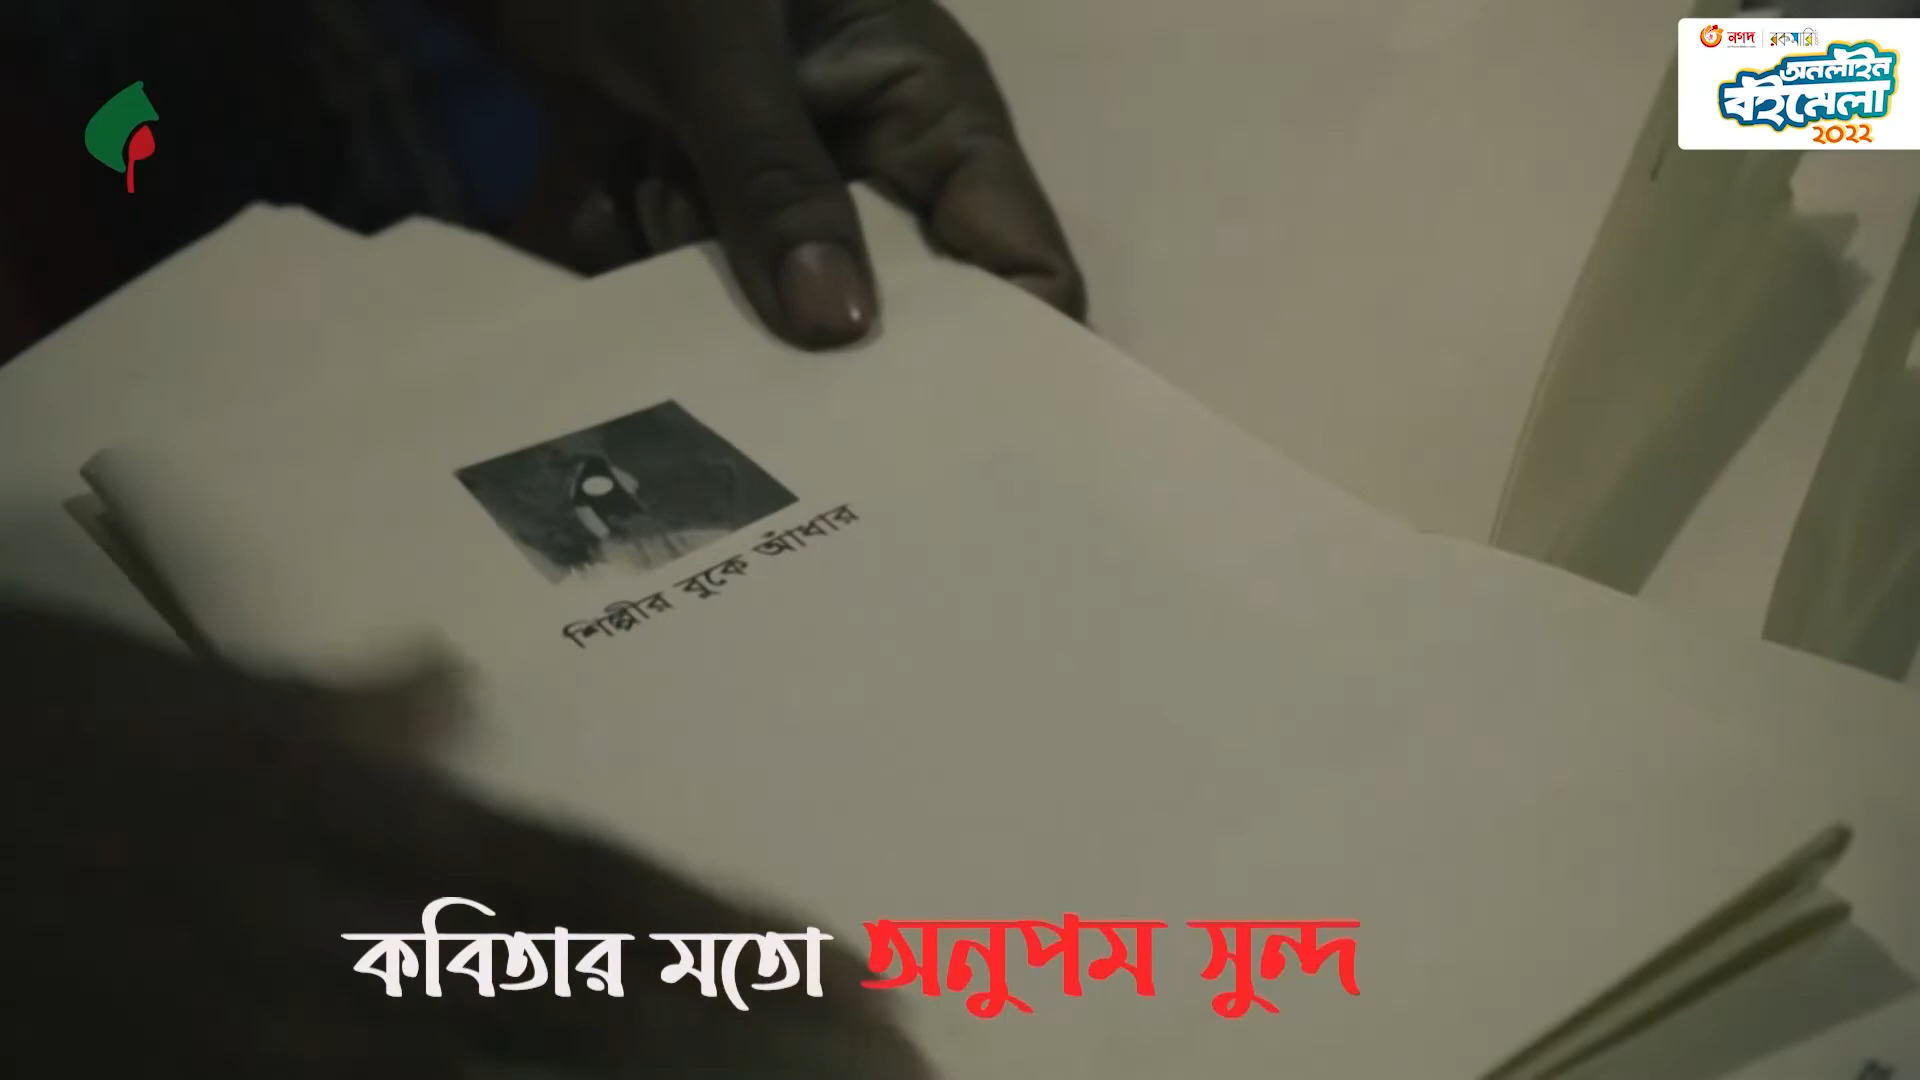 নগদ রকমারি
অনলাইন
বইমেলা
২০২২
শিল্পীর বুকে আঁধার
কবিতার মতো অনুপম সুন্দ